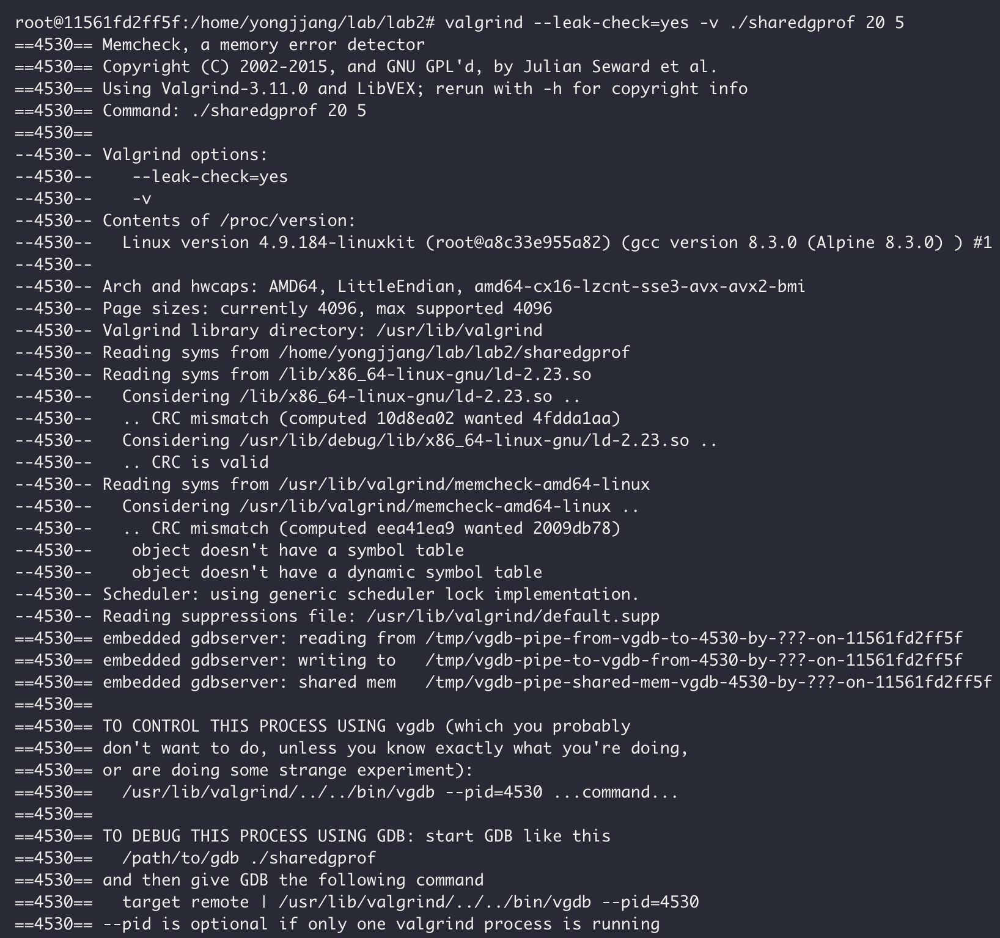 root@11561fd2ff5f:/home/yongjjang/lab/lab2# valgrind --leak-check=yes -v ./sharedgprof 20 5
==4530== Memcheck, a memory error detector
==4530== Copyright (C) 2002-2015, and GNU GPL'd, by Julian Seward et al.
==4530== Using Valgrind-3.11.0 and LibVEX; rerun with -h for copyright info
==4530== Command: ./sharedgprof 20 5
==4530==
--4530-- Valgrind options:
--4530--    --leak-check=yes
--4530--    -v
--4530-- Contents of /proc/version:
--4530--   Linux version 4.9.184-linuxkit (root@a8c33e955a82) (gcc version 8.3.0 (Alpine 8.3.0) ) #1
--4530--
--4530-- Arch and hwcaps: AMD64, LittleEndian, amd64-cx16-lzcnt-sse3-avx-avx2-bmi
--4530-- Page sizes: currently 4096, max supported 4096
--4530-- Valgrind library directory: /usr/lib/valgrind
--4530-- Reading syms from /home/yongjjang/lab/lab2/sharedgprof
--4530-- Reading syms from /lib/x86_64-linux-gnu/ld-2.23.so
--4530--   Considering /lib/x86_64-linux-gnu/ld-2.23.so ..
--4530--   .. CRC mismatch (computed 10d8ea02 wanted 4fdda1aa)
--4530--   Considering /usr/lib/debug/lib/x86_64-linux-gnu/ld-2.23.so ..
--4530--   .. CRC is valid
--4530-- Reading syms from /usr/lib/valgrind/memcheck-amd64-linux
--4530--   Considering /usr/lib/valgrind/memcheck-amd64-linux ..
--4530--   .. CRC mismatch (computed eea41ea9 wanted 2009db78)
--4530--    object doesn't have a symbol table
--4530--    object doesn't have a dynamic symbol table
--4530-- Scheduler: using generic scheduler lock implementation.
--4530-- Reading suppressions file: /usr/lib/valgrind/default.supp
==4530== embedded gdbserver: reading from /tmp/vgdb-pipe-from-vgdb-to-4530-by-???-on-11561fd2ff5f
==4530== embedded gdbserver: writing to   /tmp/vgdb-pipe-to-vgdb-from-4530-by-???-on-11561fd2ff5f
==4530== embedded gdbserver: shared mem   /tmp/vgdb-pipe-shared-mem-vgdb-4530-by-???-on-11561fd2ff5f
==4530==
==4530== TO CONTROL THIS PROCESS USING vgdb (which you probably
==4530== don't want to do, unless you know exactly what you're doing,
==4530== or are doing some strange experiment):
==4530==   /usr/lib/valgrind/../../bin/vgdb --pid=4530 ...command...
==4530==
==4530== TO DEBUG THIS PROCESS USING GDB: start GDB like this
==4530==   /path/to/gdb ./sharedgprof
==4530== and then give GDB the following command
==4530==   target remote | /usr/lib/valgrind/../../bin/vgdb --pid=4530
==4530== --pid is optional if only one valgrind process is running